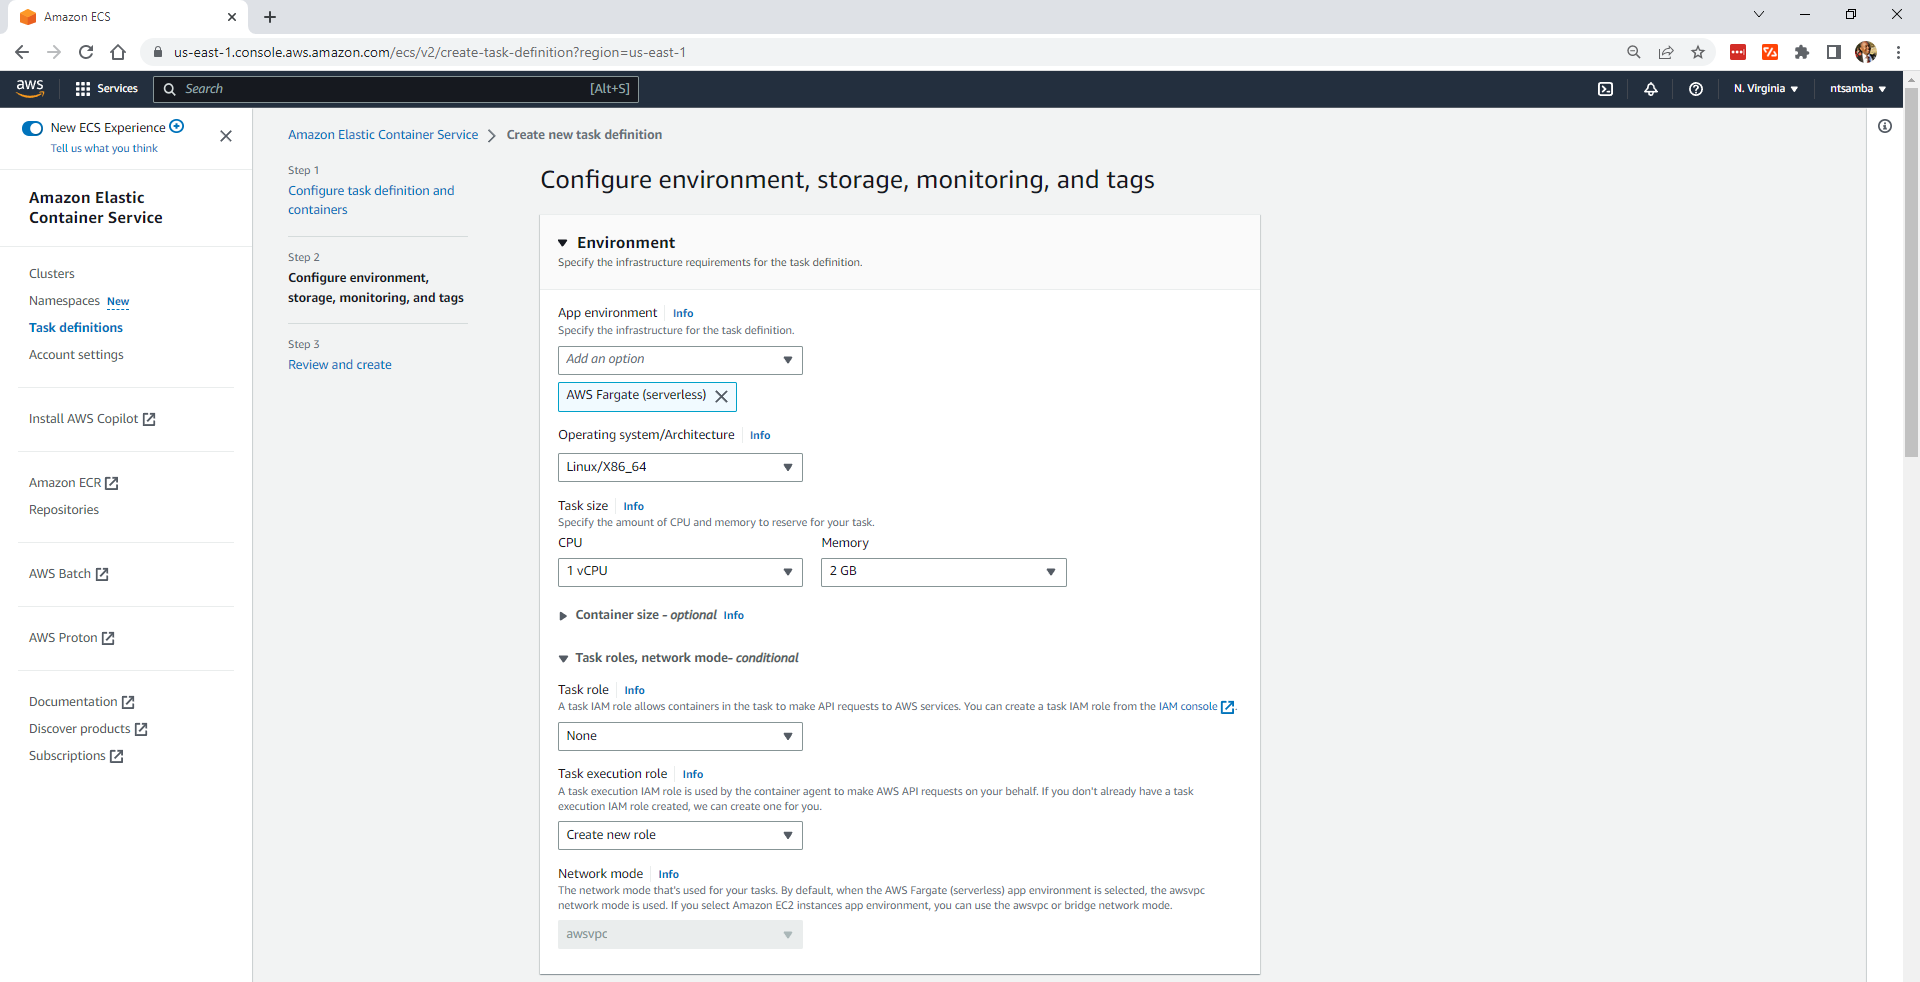 Amazon ECS
us-east-1.console.aws.amazon.com/ecs/v2/create-task-definition?region=us-east-1
aws
Services
Search
[Alt+S]
N. Virginia
ntsamba
New ECS Experience
Tell us what you think
Amazon Elastic
Container Service
Clusters
Namespaces New
Task definitions
Account settings
Install AWS Copilot
Amazon ECR
Repositories
AWS Batch
AWS Proton
Documentation
Discover products
Subscriptions
Amazon Elastic Container Service
Create new task definition
Step 1
Configure task definition and
containers
Step 2
Configure environment,
storage, monitoring, and tags
Step 3
Review and create
Configure environment, storage, monitoring, and tags
Environment
Specify the infrastructure requirements for the task definition.
App environment Info
Specify the infrastructure for the task definition.
Add an option
AWS Fargate (serverless)
Operating system/Architecture Info
Linux/X86_64
Task size Info
Specify the amount of CPU and memory to reserve for your task.
CPU
Memory
1 vCPU
2 GB
Container size - optional Info
Task roles, network mode- conditional
Task role Info
A task IAM role allows containers in the task to make API requests to AWS services. You can create a task IAM role from the IAM console.
None
Task execution role Info
A task execution IAM role is used by the container agent to make AWS API requests on your behalf. If you don't already have a task
execution IAM role created, we can create one for you.
Create new role
Network mode Info
The network mode that's used for your tasks. By default, when the AWS Fargate (serverless) app environment is selected, the awsvpc
network mode is used. If you select Amazon EC2 instances app environment, you can use the awsvpc or bridge network mode.
awsvpc